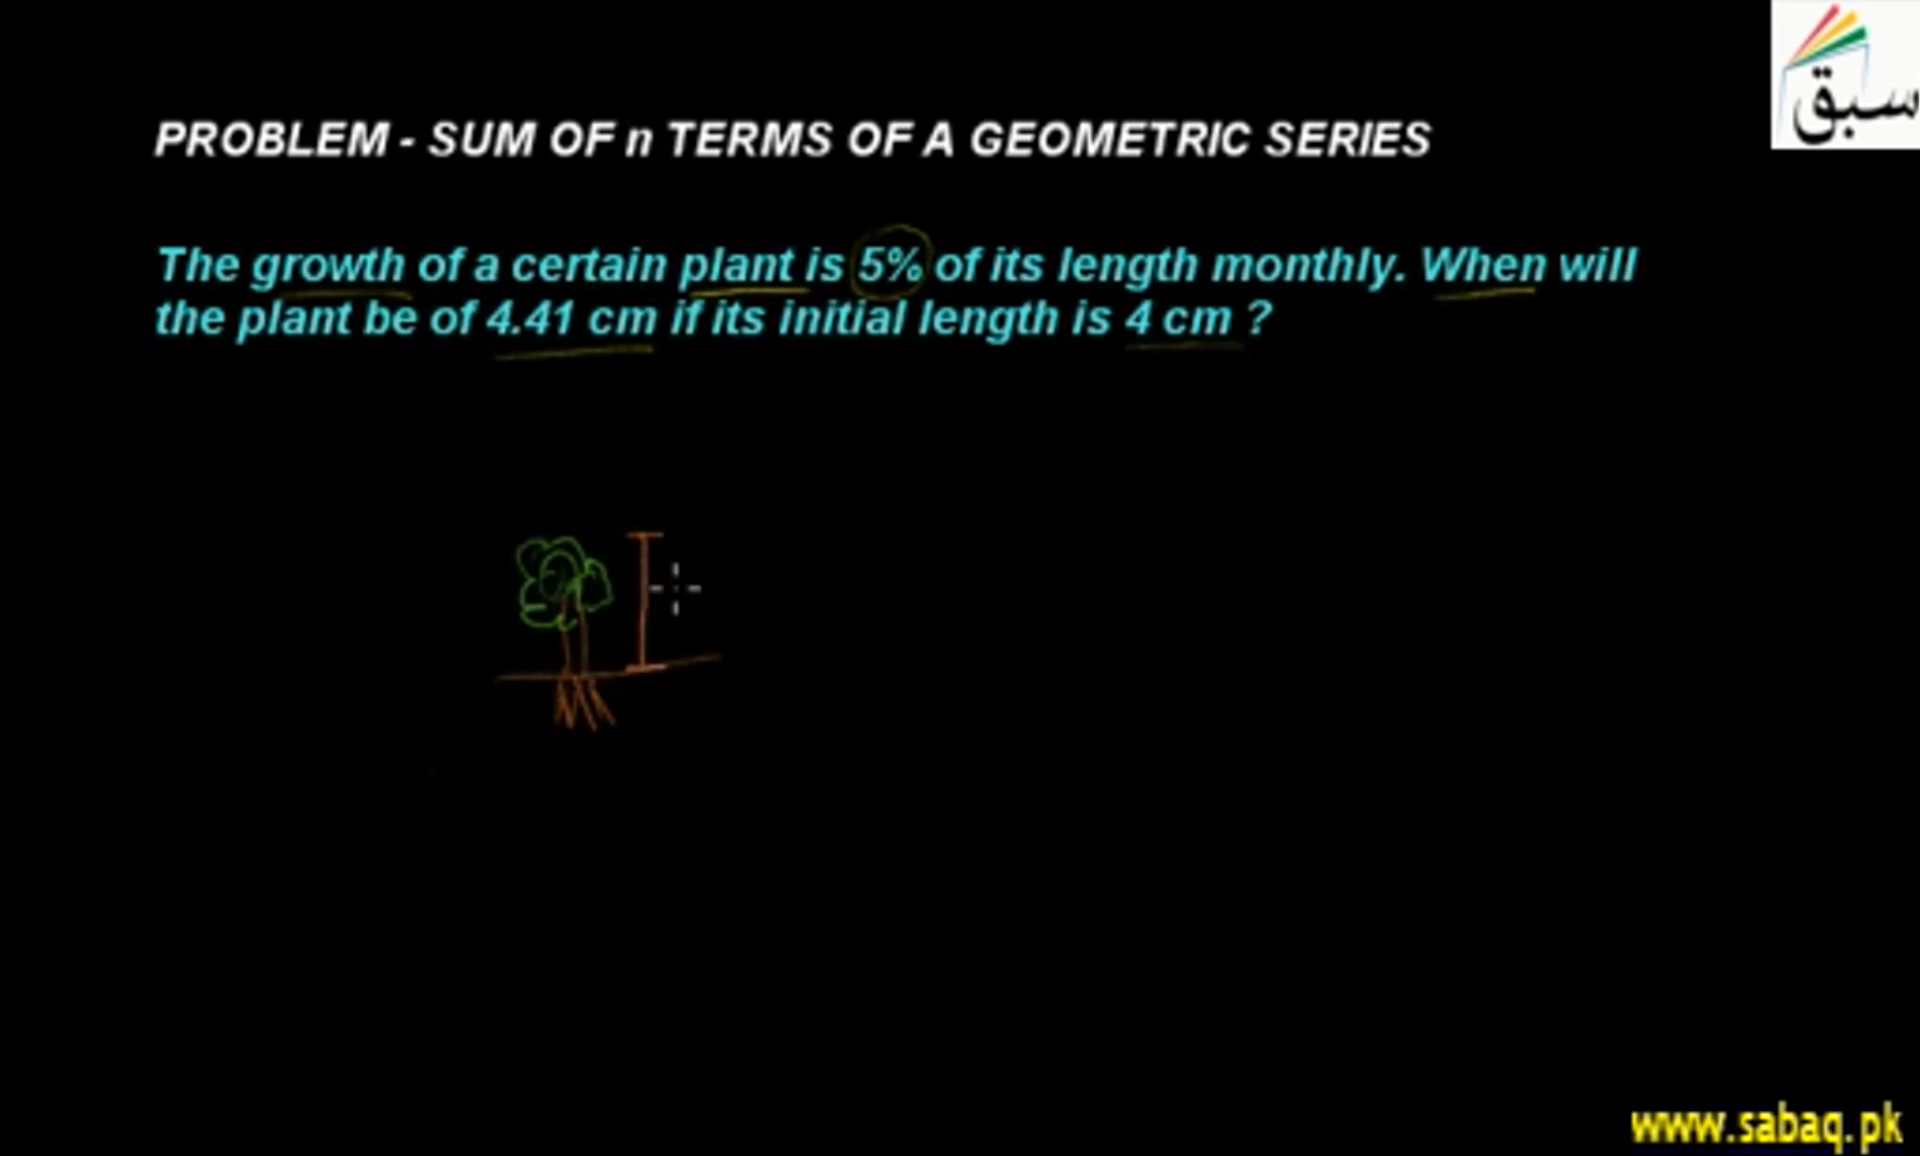 سبق
PROBLEM - SUM OF n TERMS OF A GEOMETRIC SERIES
The growth of a certain plant is 5% of its length monthly. When will
the plant be of 4.41 cm if its initial length is 4 cm ?
www.sabaq.pk